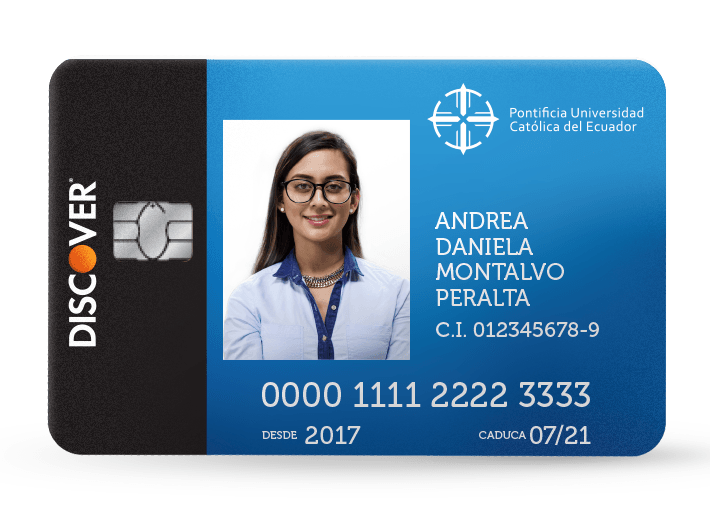 DISCOVER®
Pontificia Universidad
Católica del Ecuador
ANDREA
DANIELA
MONTALVO
PERALTA
C.I. 012345678-9
0000 1111 2222 3333
DESDE 2017
CADUCA 07/21